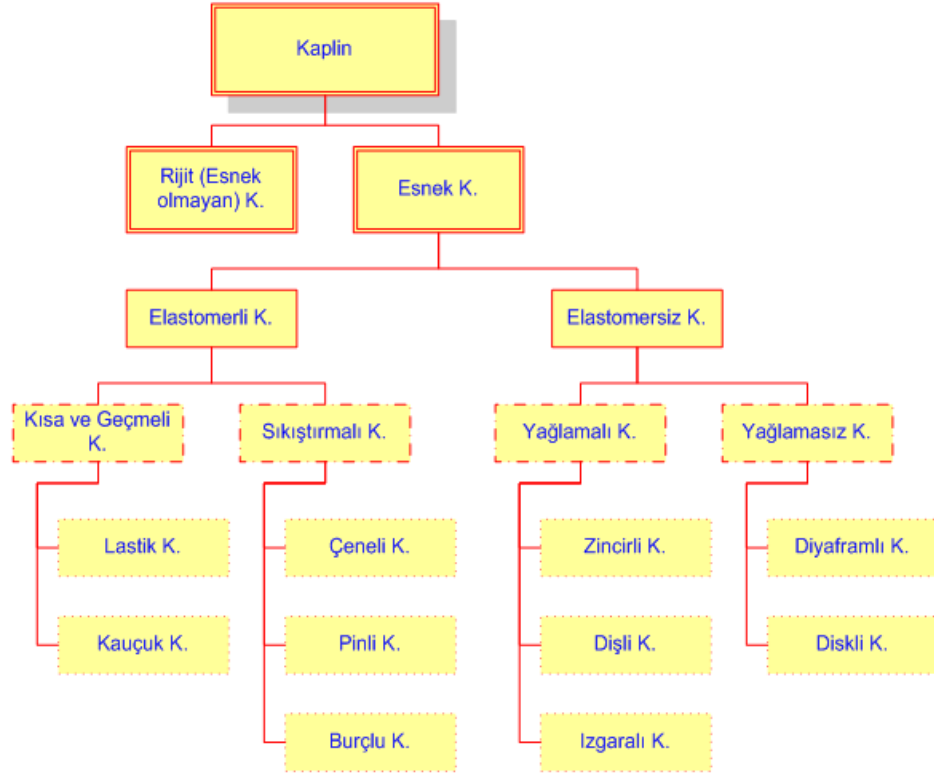 Kaplin
Rijit (Esnek
olmayan) K.
Esnek K.
Elastomerli K.
Elastomersiz K.
Kısa ve Geçmeli
K.
Sıkıştırmalı K.
Yağlamalı K.
Yağlamasız K.
Lastik K.
Çeneli K.
Zincirli K.
Diyaframlı K.
Kauçuk K.
Pinli K.
Dişli K.
Diskli K.
Burçlu K.
Izgaralı K.